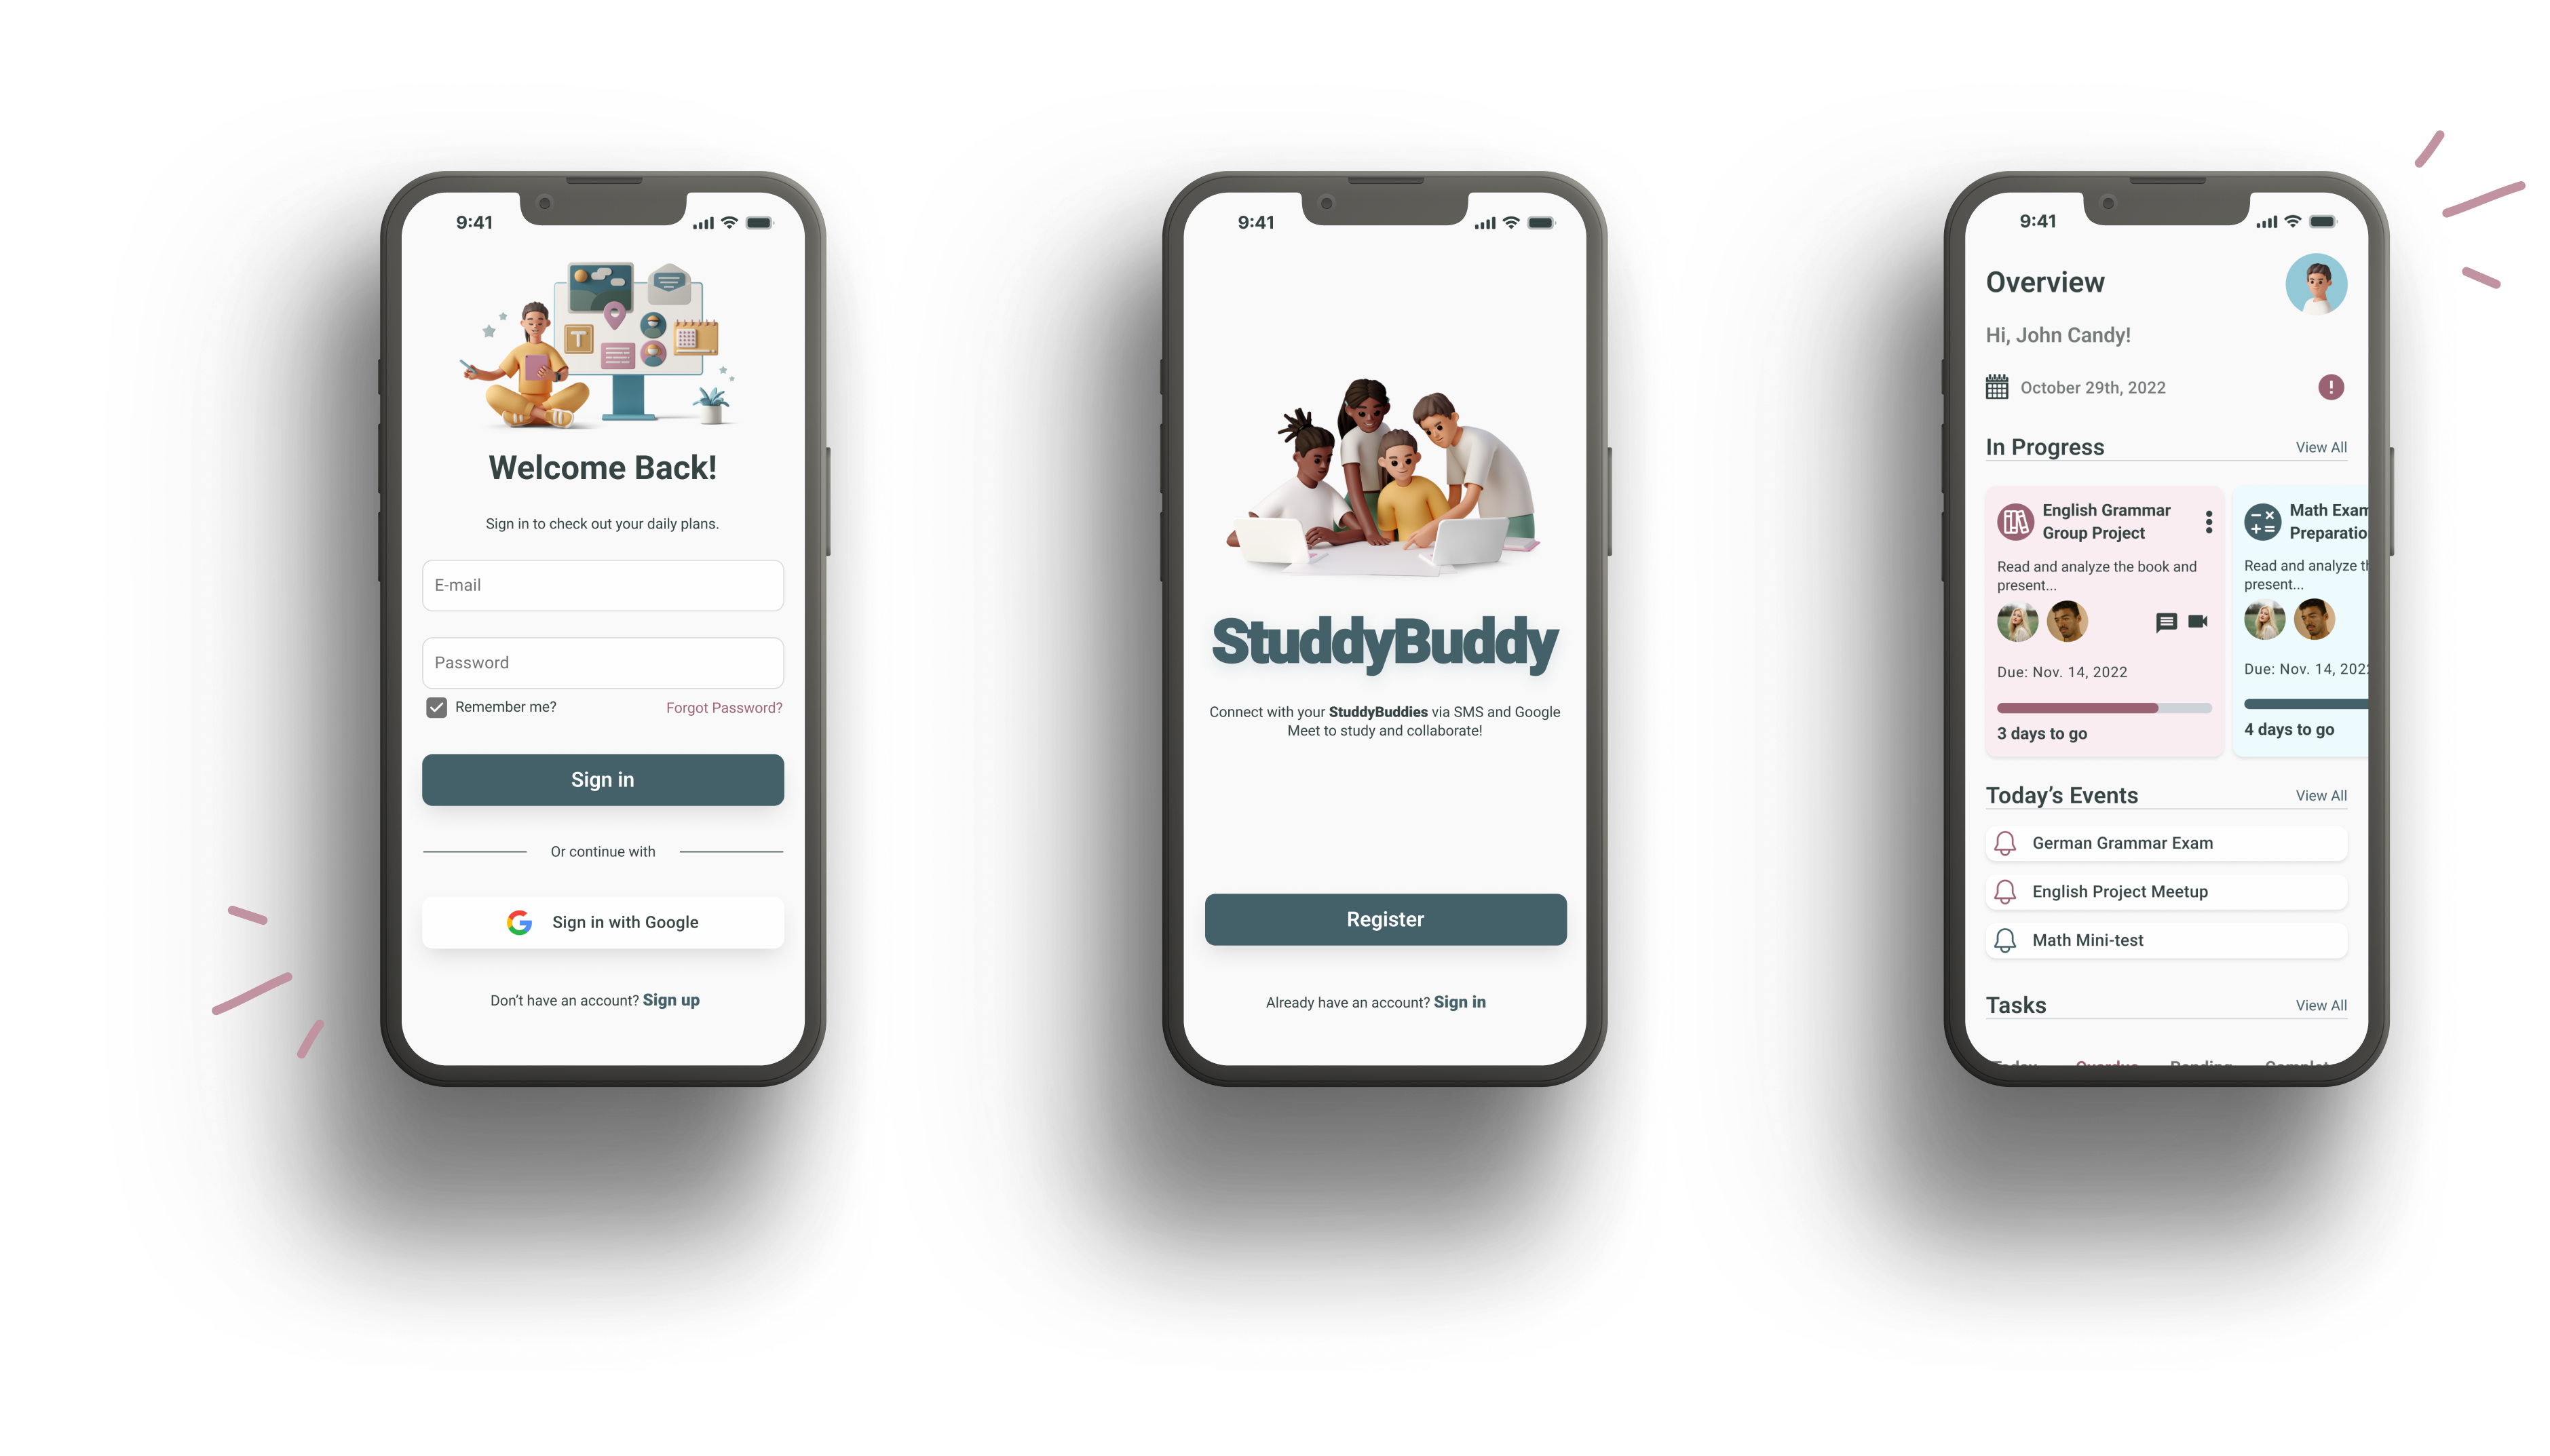 9:41
Welcome Back!
Sign in to check out your daily plans.
E-mail
Password
Remember me?
Forgot Password?
Sign in
Or continue with
Sign in with Google
Don't have an account? Sign up
9:41
StuddyBuddy
Connect with your StuddyBuddies via SMS and Google
Meet to study and collaborate!
Register
Already have an account? Sign in
9:41
Overview
Hi, John Candy!
October 29th, 2022
In Progress
View All
English Grammar
Group Project
Read and analyze the book and
present...
Due: Nov. 14, 2022
3 days to go
Math Exam
Preparatio
Read and analyze th
present...
Due: Nov. 14, 2022
4 days to go
Today's Events
View All
German Grammar Exam
English Project Meetup
Math Mini-test
Tasks
View All
Today
Overdue
Pending
Complet